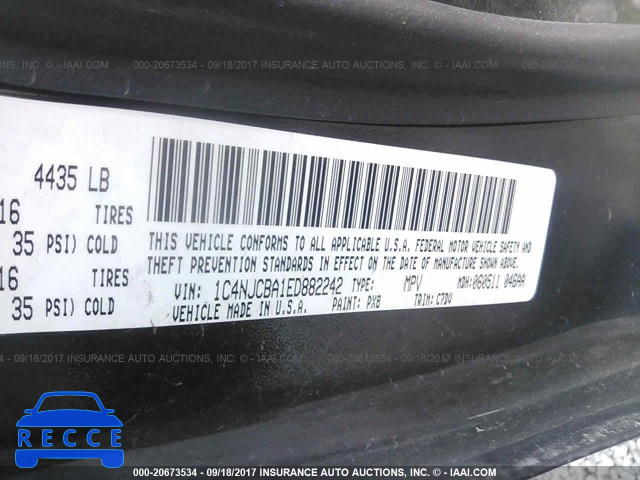 000-20673534 - 09/18/2017 INSURANCE AUTO AUCTIONS, INC. - © - IAAI.COM
4435 LB
16 TIRES
35 PSI) COLD
16 TIRES
35 PSI) COLD
THIS VEHICLE CONFORMS TO ALL APPLICABLE U.S.A. FEDERAL MOTOR VEHICLE SAFETY AND
THEFT PREVENTION STANDARDS IN EFFECT ON THE DATE OF MANUFACTURE SHOWN ABOVE.
VIN: 1C4NJCBA1ED882242 TYPE: MPV MDH: 060511 046AA
VEHICLE MADE IN U.S.A. PAINT: PX8 TRIM: C7DV
000-20673534 - 09/18/2017 INSURANCE AUTO AUCTIONS, INC. - © - IAAI.COM
000-20673534 - 09/18/2017 INSURANCE AUTO AUCTIONS, INC. - © - IAAI.COM
RECCE